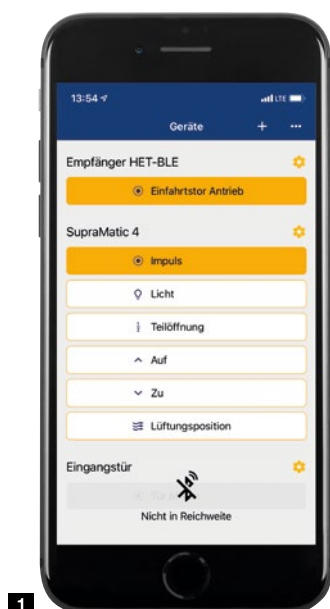 13:54
LTE
Geräte
Empfänger HET-BLE
Einfahrtstor Antrieb
SupraMatic 4
Impuls
Licht
Teilöffnung
Auf
Zu
Lüftungsposition
Eingangstür
Nicht in Reichweite
1